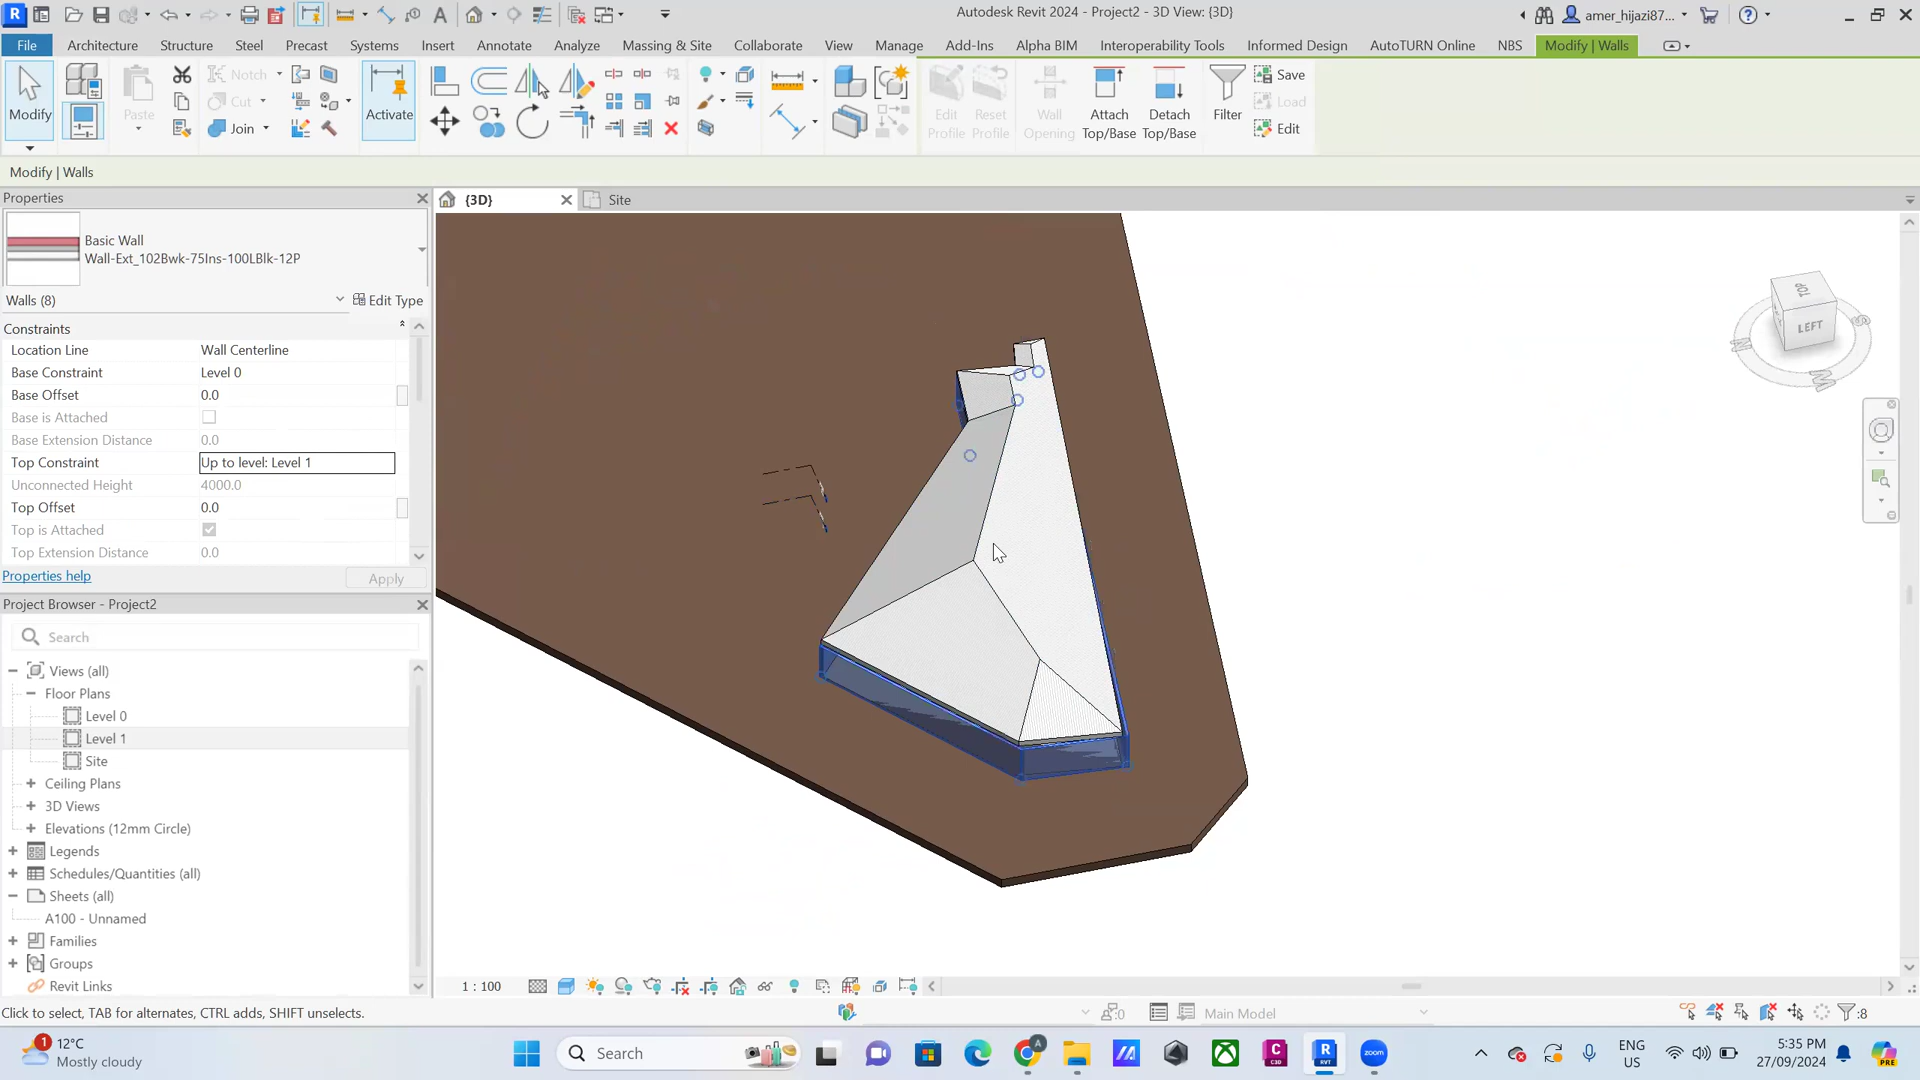 Autodesk Revit 2024 - Project2 - 3D View: {3D}
amer_hijazi87...
File Architecture Structure Steel Precast Systems Insert Annotate Analyze Massing & Site Collaborate View Manage Add-Ins Alpha BIM Interoperability Tools Informed Design AutoTURN Online NBS Modify | Walls
Modify
Paste
Notch
Cut
Join
Activate
Edit Profile
Reset Profile
Wall Opening
Attach Top/Base
Detach Top/Base
Filter
Save
Load
Edit
Modify | Walls
Properties
Basic Wall
Wall-Ext_102Bwk-75Ins-100LBlk-12P
Walls (8)
Edit Type
Constraints
Location Line Wall Centerline
Base Constraint Level 0
Base Offset 0.0
Base is Attached
Base Extension Distance 0.0
Top Constraint Up to level: Level 1
Unconnected Height 4000.0
Top Offset 0.0
Top is Attached
Top Extension Distance 0.0
Properties help
Apply
Project Browser - Project2
Search
Views (all)
Floor Plans
Level 0
Level 1
Site
Ceiling Plans
3D Views
Elevations (12mm Circle)
Legends
Schedules/Quantities (all)
Sheets (all)
A100 - Unnamed
Families
Groups
Revit Links
{3D}
Site
TOP
LEFT
1 : 100
Click to select, TAB for alternates, CTRL adds, SHIFT unselects.
:0
Main Model
:8
1
12°C
Mostly cloudy
Search
A
R
RVT
C
C3D
zoom
ENG
US
5:35 PM
27/09/2024
PRE